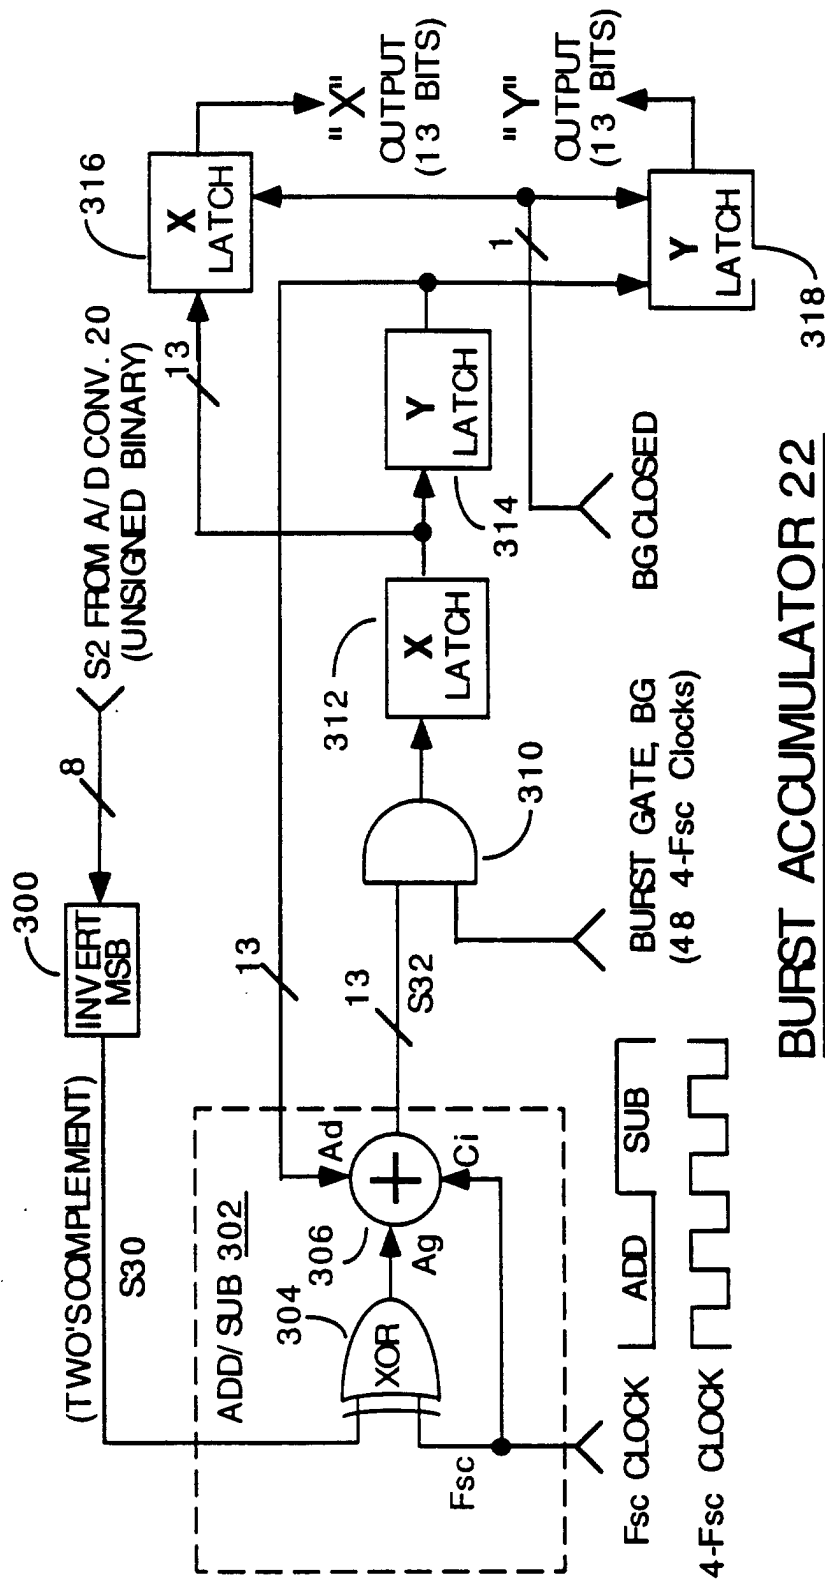 S2 FROM A/D CONV. 20
(UNSIGNED BINARY)
8
300
INVERT
MSB
(TWO'S COMPLEMENT)
S30
316
X
LATCH
"X"
OUTPUT
(13 BITS)
13
13
ADD/SUB 302
304
XOR
306
Ad
Ag
Ci
Fsc
13
S32
310
312
X
LATCH
314
Y
LATCH
1
"Y"
OUTPUT
(13 BITS)
Y
LATCH
318
BG CLOSED
BURST GATE, BG
(48 4-Fsc Clocks)
Fsc CLOCK
ADD
SUB
4-Fsc CLOCK
BURST ACCUMULATOR 22